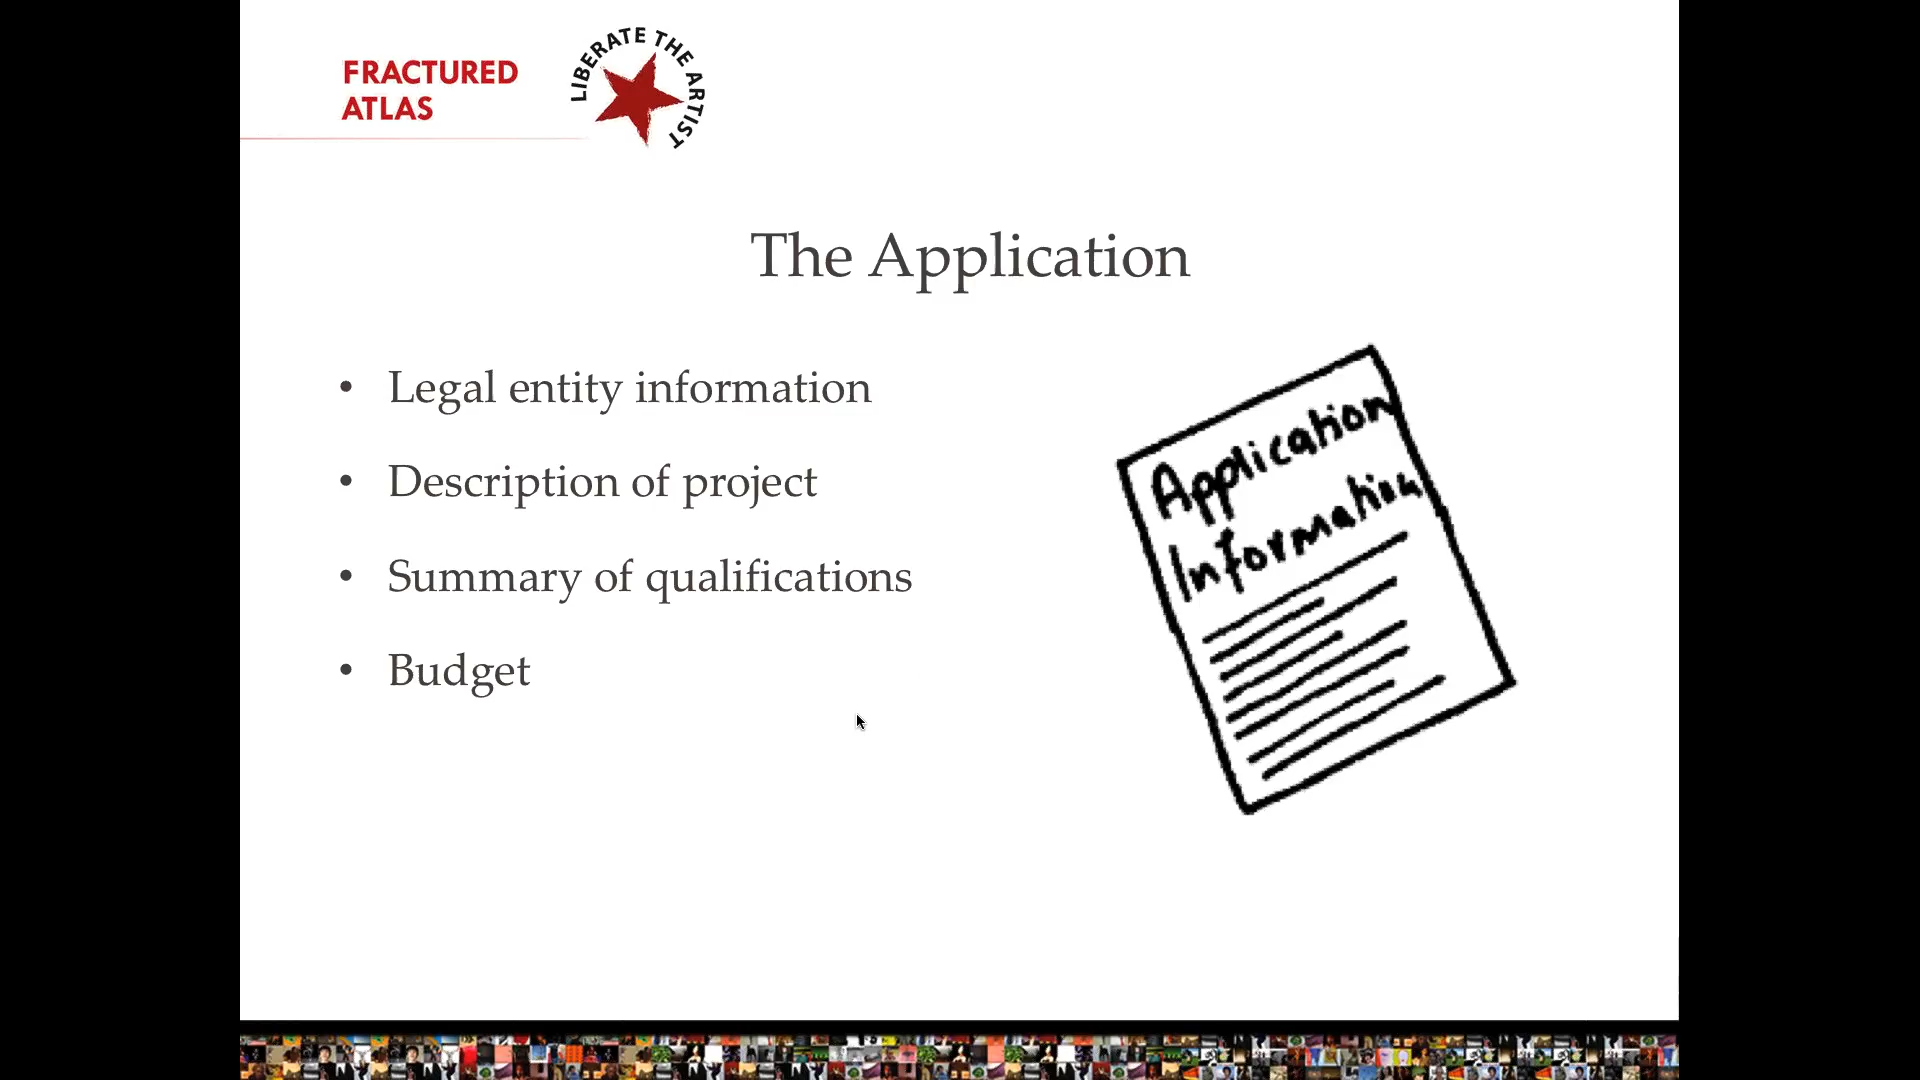 FRACTURED
ATLAS
LIBERATE THE ARTIST
The Application
• Legal entity information
• Description of project
• Summary of qualifications
• Budget
Application
Information